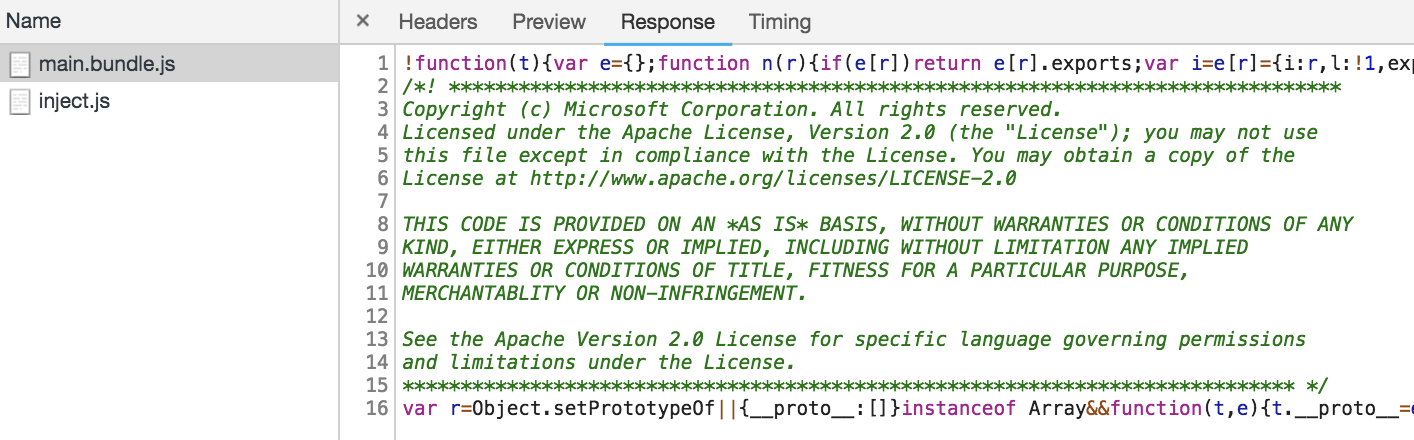 Name
× Headers Preview Response Timing
main.bundle.js
inject.js
1 !function(t){var e={};function n(r){if(e[r])return e[r].exports;var i=e[r]={i:r,l:!1,exp
2 /*! *****************************************************************************
3 Copyright (c) Microsoft Corporation. All rights reserved.
4 Licensed under the Apache License, Version 2.0 (the "License"); you may not use
5 this file except in compliance with the License. You may obtain a copy of the
6 License at http://www.apache.org/licenses/LICENSE-2.0
7
8 THIS CODE IS PROVIDED ON AN *AS IS* BASIS, WITHOUT WARRANTIES OR CONDITIONS OF ANY
9 KIND, EITHER EXPRESS OR IMPLIED, INCLUDING WITHOUT LIMITATION ANY IMPLIED
10 WARRANTIES OR CONDITIONS OF TITLE, FITNESS FOR A PARTICULAR PURPOSE,
11 MERCHANTABLITY OR NON-INFRINGEMENT.
12
13 See the Apache Version 2.0 License for specific language governing permissions
14 and limitations under the License.
15 ***************************************************************************** */
16 var r=Object.setPrototypeOf||{__proto__:[]}instanceof Array&&function(t,e){t.__proto__=e